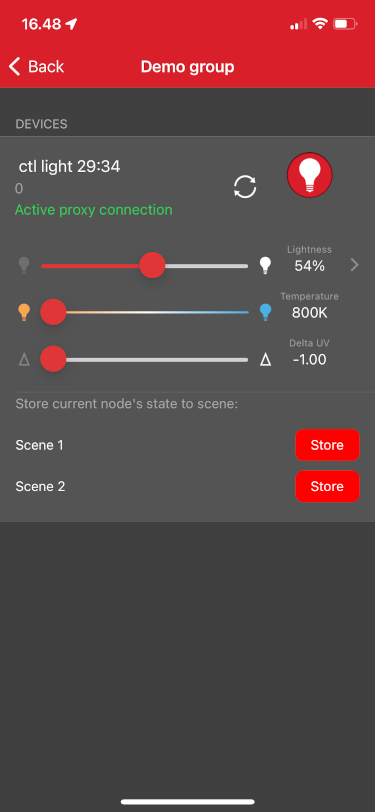 16.48
Back
Demo group
DEVICES
ctl light 29:34
0
Active proxy connection
Lightness
54%
Temperature
800K
Delta UV
-1.00
Store current node's state to scene:
Scene 1
Store
Scene 2
Store